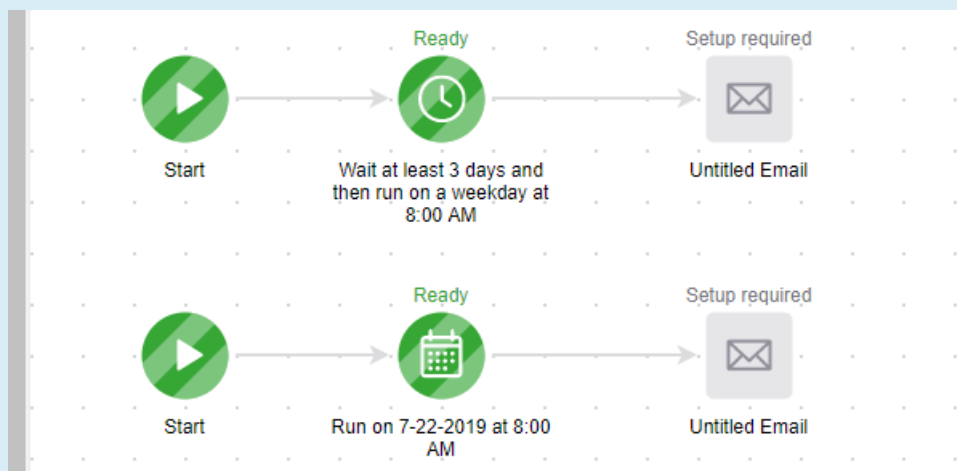 Ready
Setup required
Start
Wait at least 3 days and
then run on a weekday at
8:00 AM
Untitled Email
Ready
Setup required
Start
Run on 7-22-2019 at 8:00
AM
Untitled Email